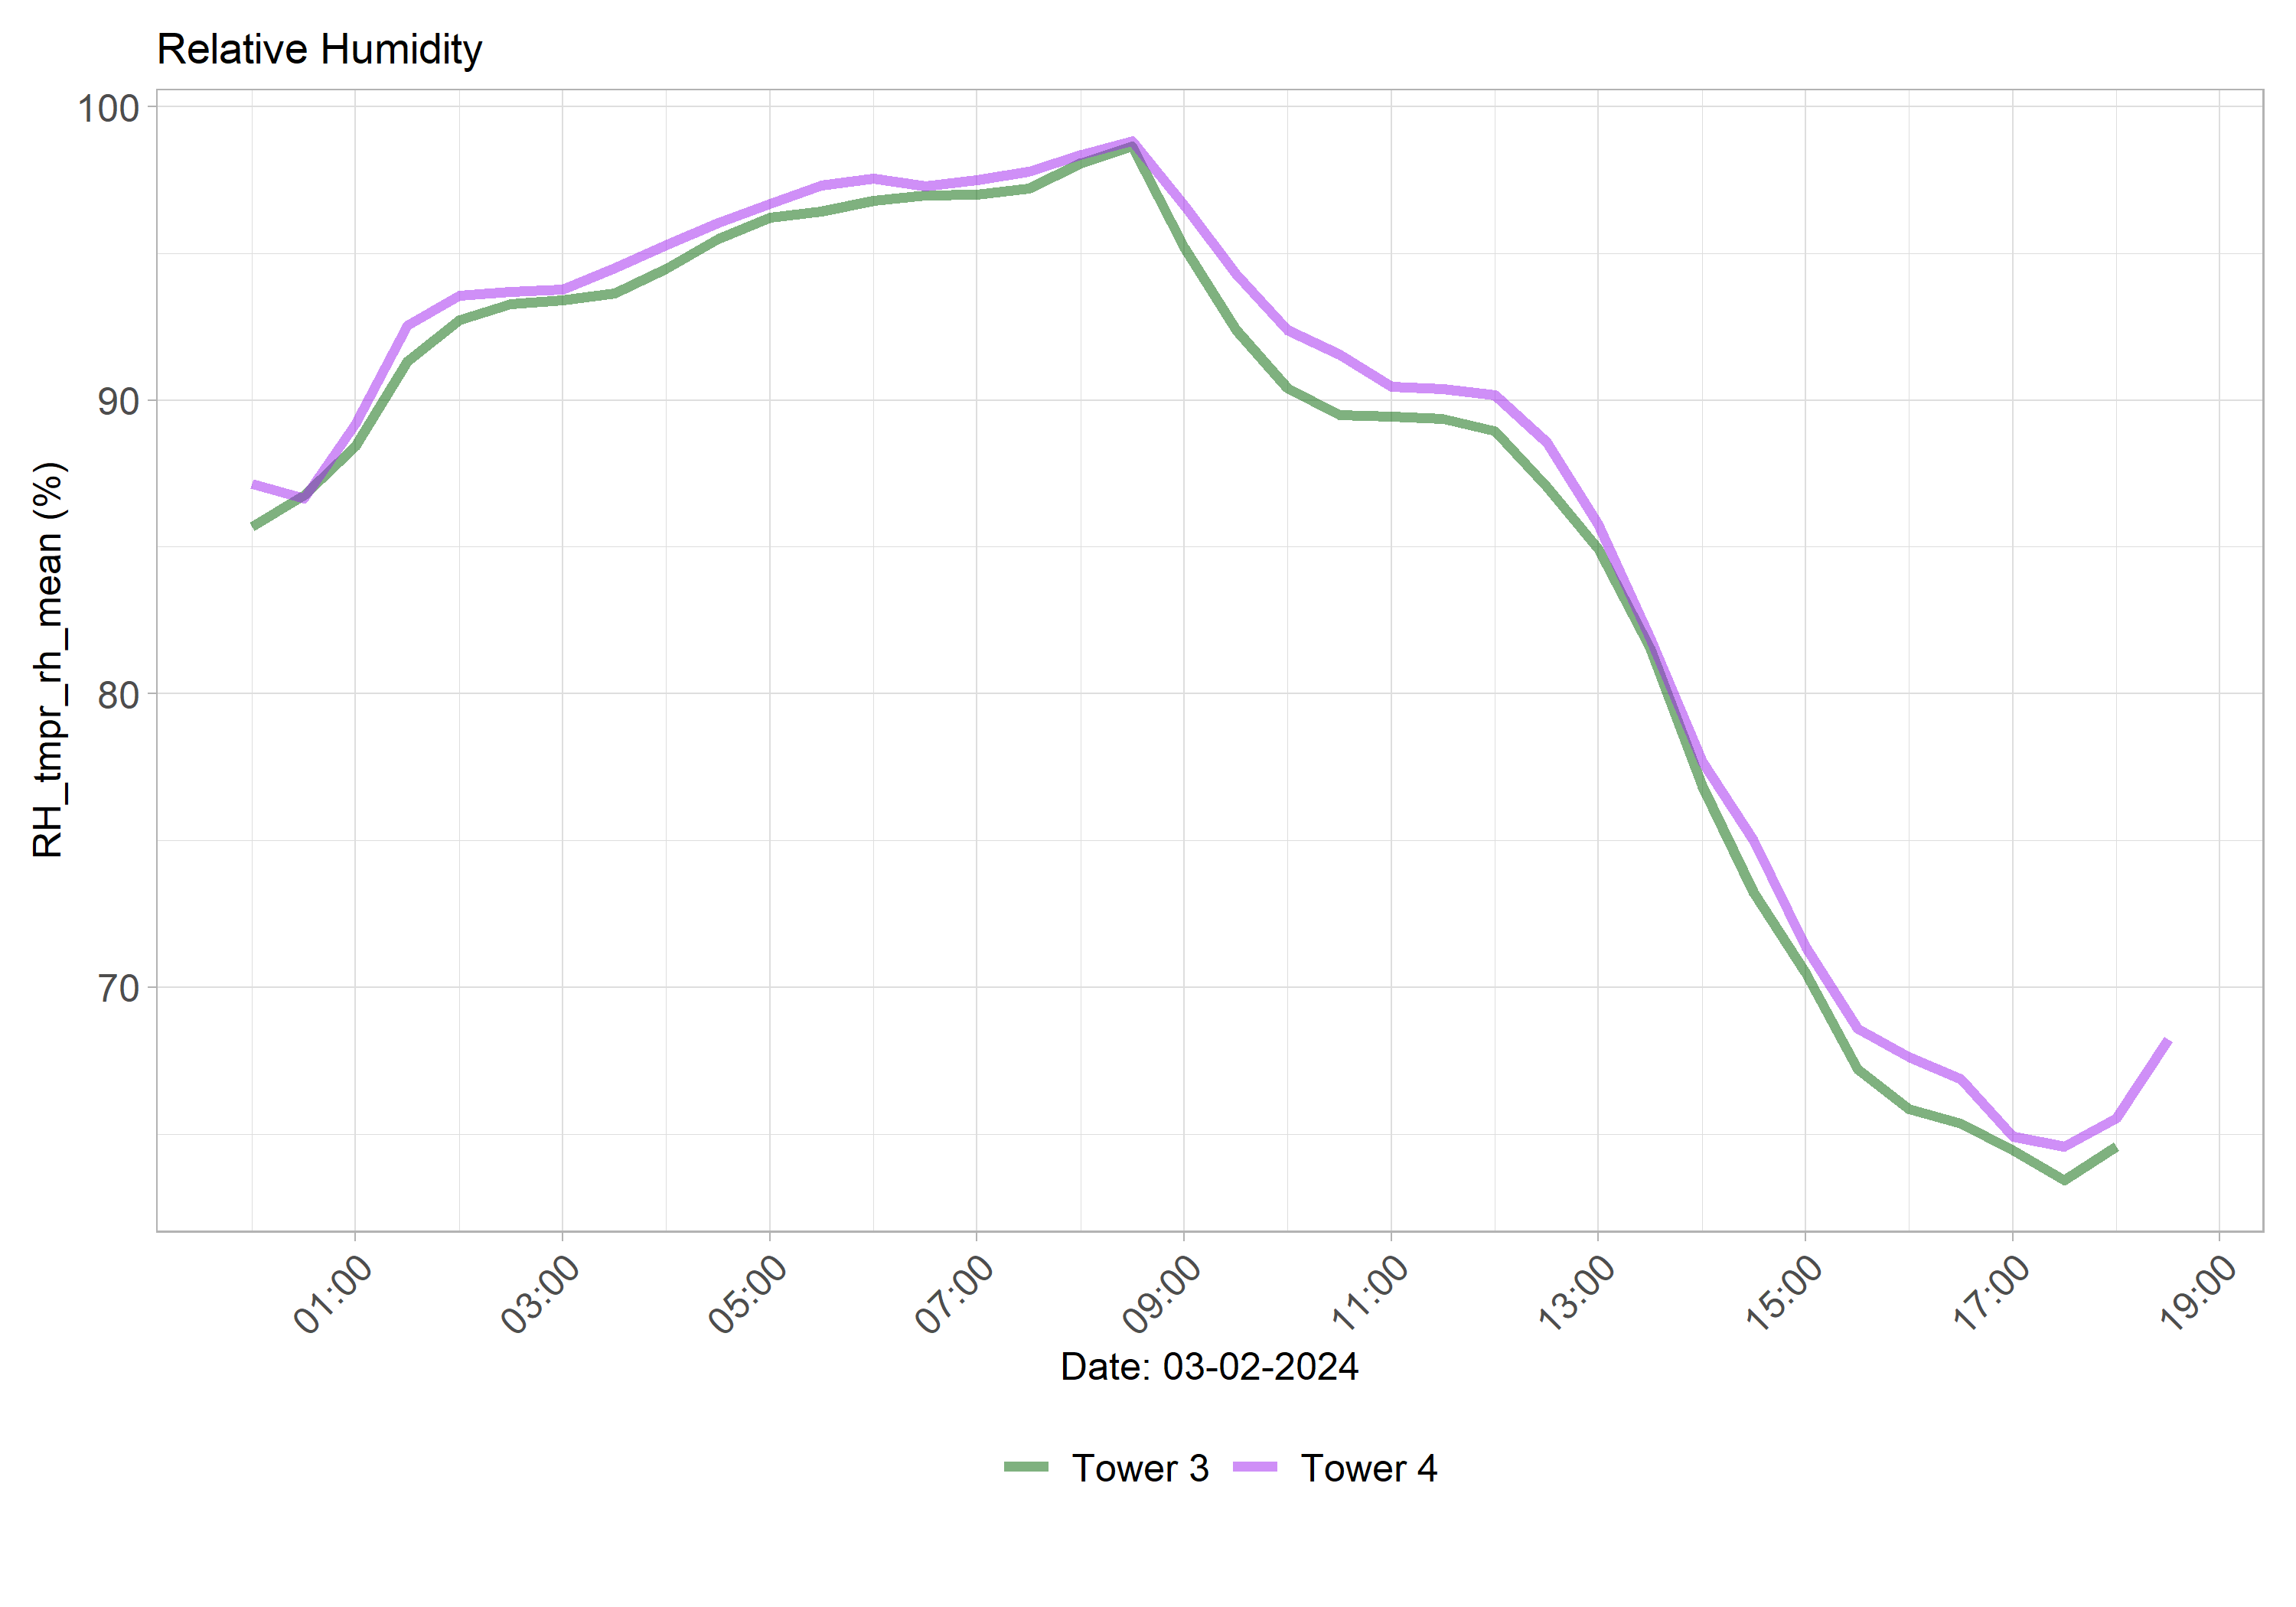 Relative Humidity
100
90
80
70
RH_tmpr_rh_mean (%)
01:00 03:00 05:00 07:00 09:00 11:00 13:00 15:00 17:00 19:00
Date: 03-02-2024
Tower 3 Tower 4